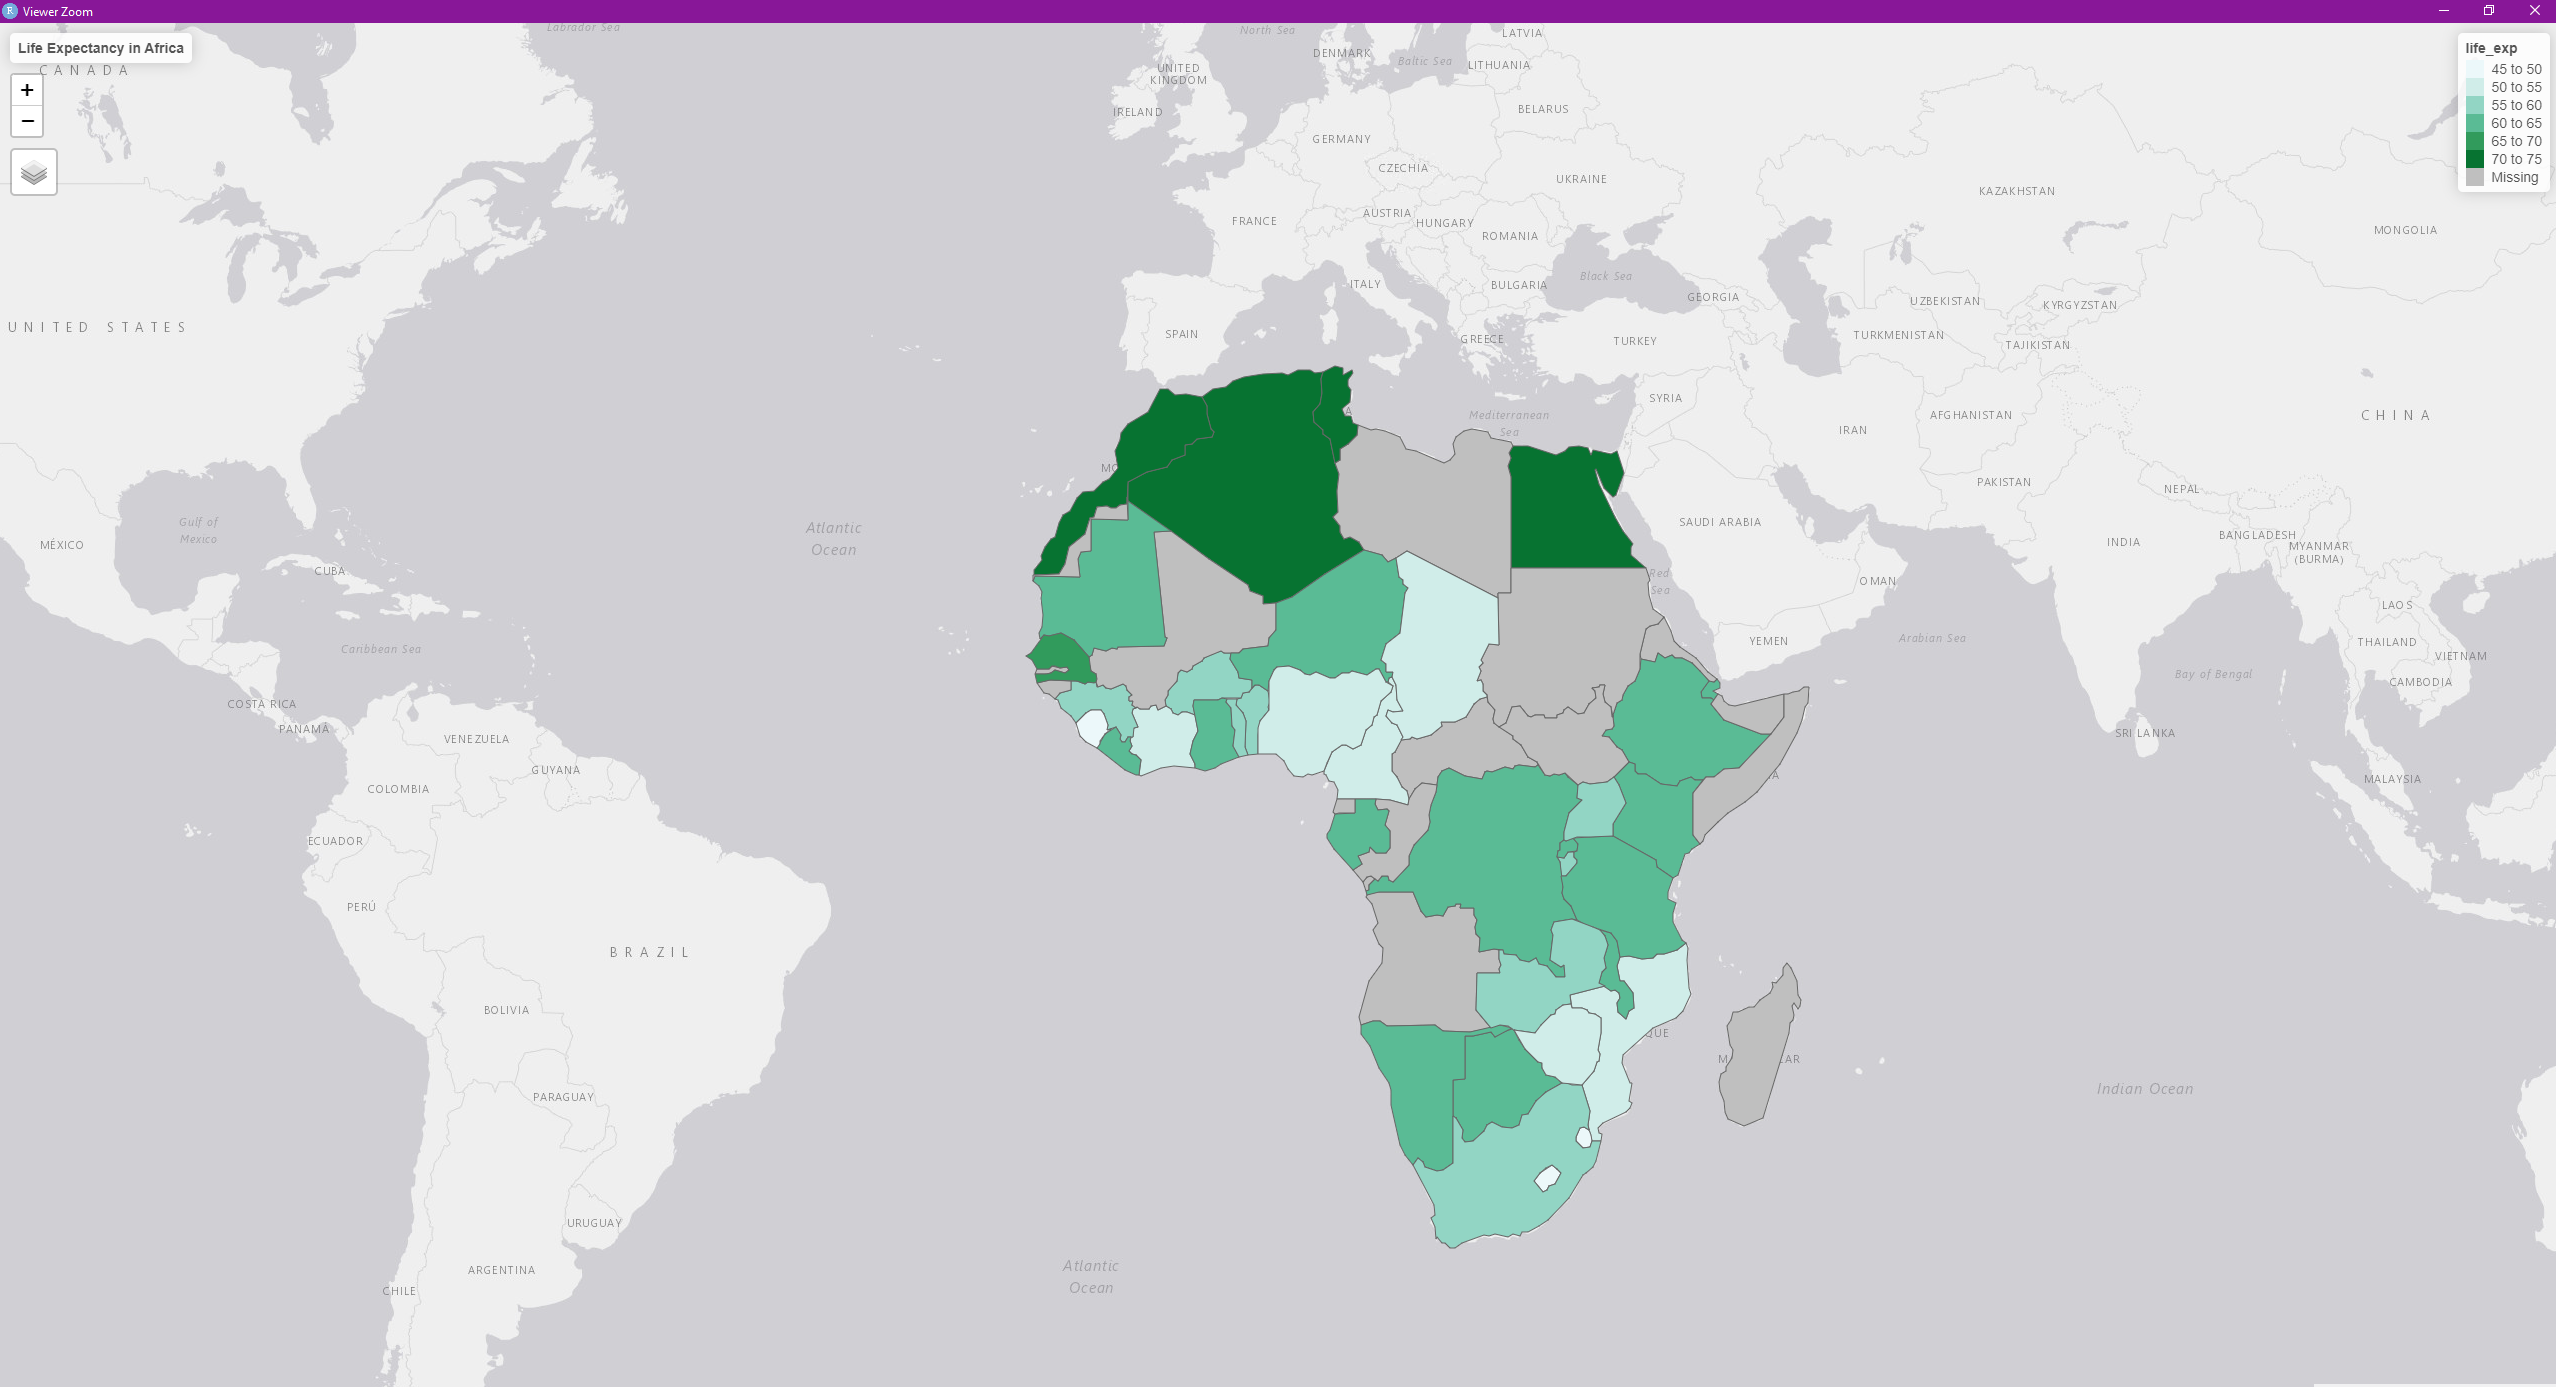 Viewer Zoom
Life Expectancy in Africa
+
−
life_exp
45 to 50
50 to 55
55 to 60
60 to 65
65 to 70
70 to 75
Missing
Labrador Sea
North Sea
LATVIA
DENMARK
Baltic Sea
LITHUANIA
CANADA
UNITED
KINGDOM
IRELAND
BELARUS
GERMANY
CZECHIA
UKRAINE
KAZAKHSTAN
AUSTRIA
FRANCE
HUNGARY
ROMANIA
MONGOLIA
Black Sea
ITALY
BULGARIA
GEORGIA
UZBEKISTAN
KYRGYZSTAN
UNITED STATES
SPAIN
GREECE
TURKEY
TURKMENISTAN
TAJIKISTAN
SYRIA
Mediterranean
Sea
A
IRAN
AFGHANISTAN
CHINA
MO
PAKISTAN
NEPAL
Gulf of
Mexico
Atlantic
Ocean
SAUDI ARABIA
MÉXICO
INDIA
BANGLADESH
MYANMAR
(BURMA)
CUBA
Red
Sea
OMAN
LAOS
Caribbean Sea
YEMEN
Arabian Sea
THAILAND
VIETNAM
Bay of Bengal
CAMBODIA
COSTA RICA
PANAMÁ
VENEZUELA
SRI LANKA
GUYANA
COLOMBIA
IA
MALAYSIA
ECUADOR
PERÚ
BRAZIL
BOLIVIA
QUE
M
CAR
PARAGUAY
Indian Ocean
URUGUAY
ARGENTINA
CHILE
Atlantic
Ocean